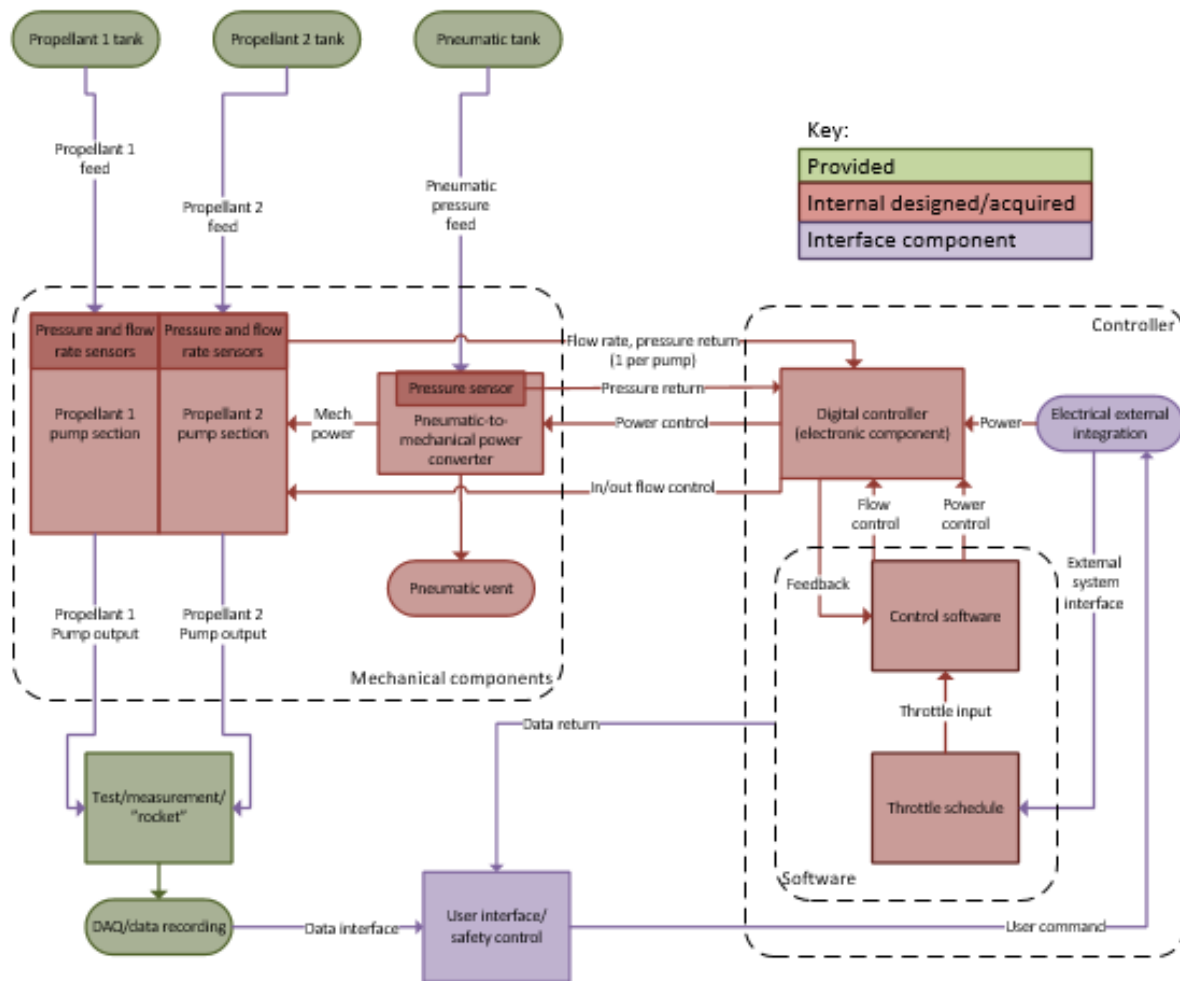 Propellant 1 tank
Propellant 2 tank
Pneumatic tank
Key:
Provided
Internal designed/acquired
Interface component
Propellant 1
feed
Propellant 2
feed
Pneumatic
pressure
feed
Controller
Pressure and flow
rate sensors
Pressure and flow
rate sensors
Flow rate, pressure return
(1 per pump)
Pressure sensor
Pressure return
Propellant 1
pump section
Propellant 2
pump section
Mech
power
Pneumatic-to-
mechanical power
converter
Power control
Digital controller
(electronic component)
Power
Electrical external
integration
In/out flow control
Flow
control
Power
control
Pneumatic vent
Feedback
External
system
interface
Control software
Propellant 1
Pump output
Propellant 2
Pump output
Mechanical components
Throttle input
Data return
Test/measurement/
"rocket"
Throttle schedule
Software
DAQ/data recording
Data interface
User interface/
safety control
User command